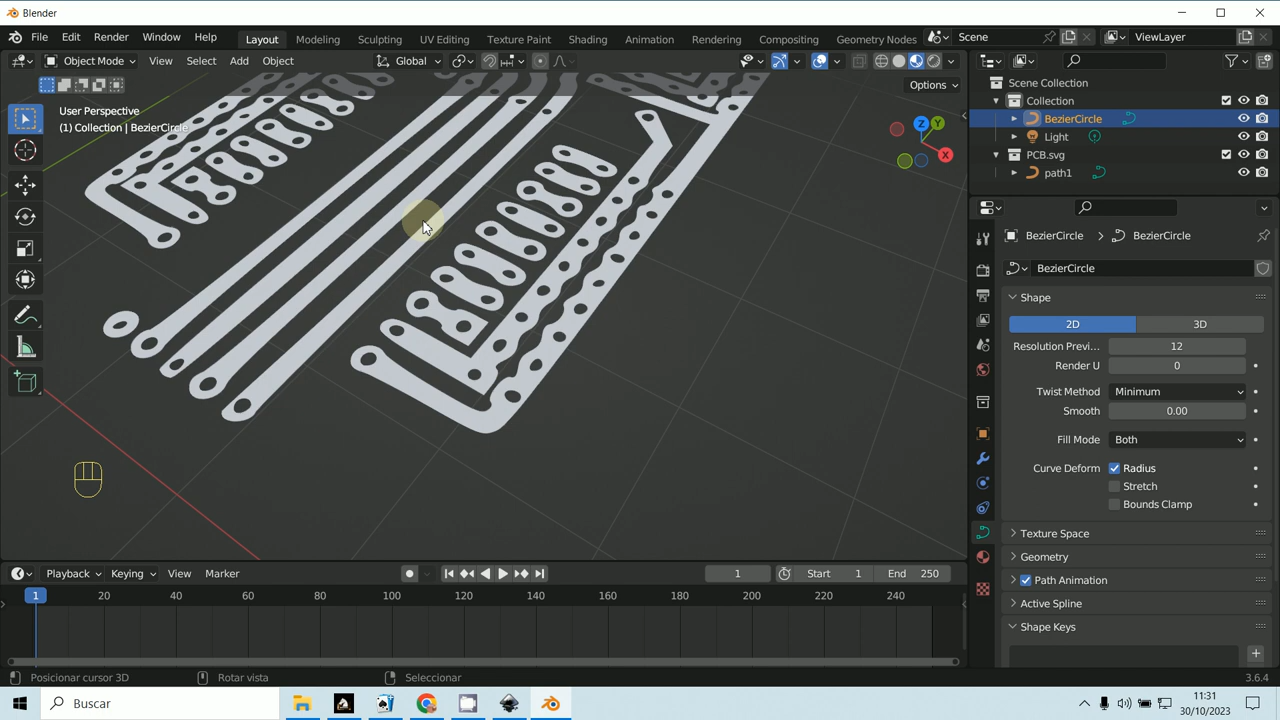 Blender
File Edit Render Window Help
Layout Modeling Sculpting UV Editing Texture Paint Shading Animation Rendering Compositing Geometry Nodes
Scene ViewLayer
Object Mode View Select Add Object Global
Options
User Perspective
(1) Collection | BezierCircle
Z Y X
Scene Collection
Collection
BezierCircle
Light
PCB.svg
path1
BezierCircle > BezierCircle
BezierCircle
Shape
2D 3D
Resolution Previ... 12
Render U 0
Twist Method Minimum
Smooth 0.00
Fill Mode Both
Curve Deform Radius
Stretch
Bounds Clamp
Texture Space
Geometry
Path Animation
Active Spline
Shape Keys
Playback Keying View Marker
1 Start 1 End 250
1 20 40 60 80 100 120 140 160 180 200 220 240
Posicionar cursor 3D Rotar vista Seleccionar 3.6.4
Buscar
11:31
30/10/2023